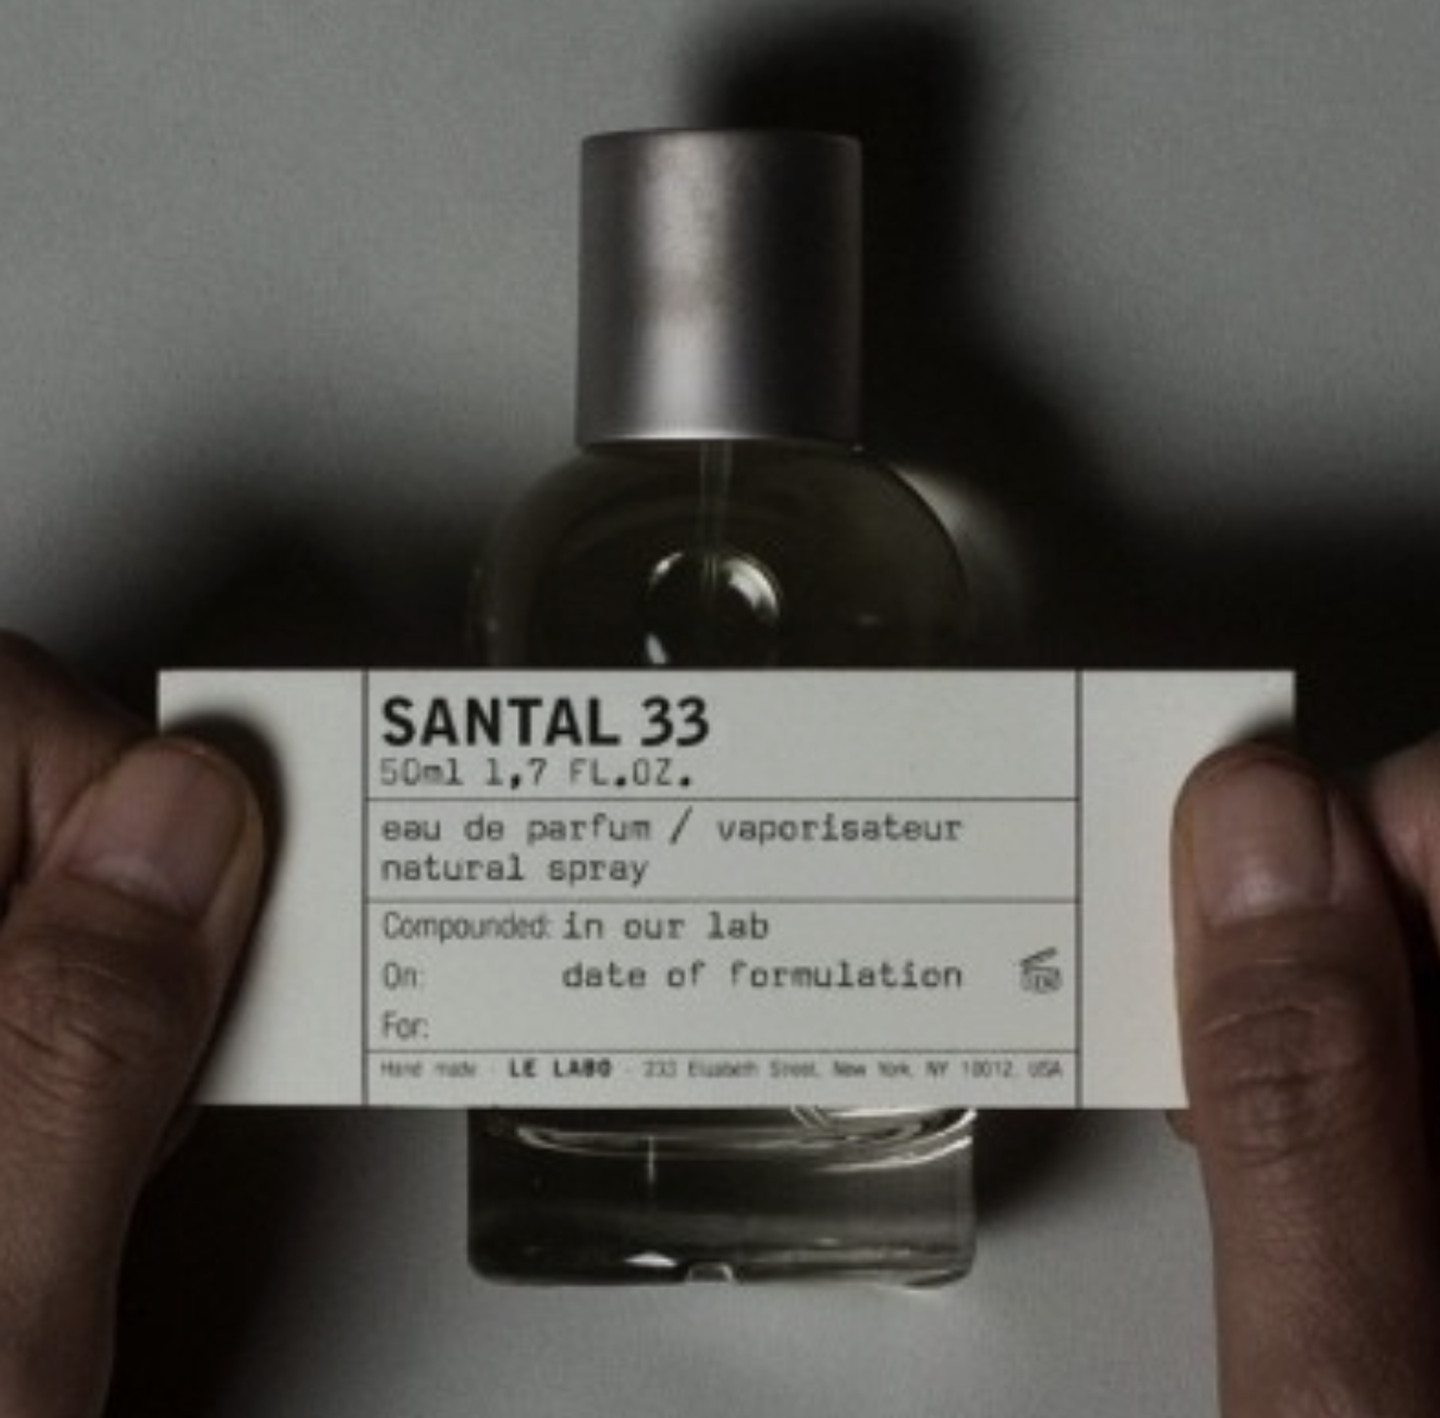 SANTAL 33
50ml 1,7 FL.OZ.
eau de parfum / vaporisateur
natural spray
Compounded: in our lab
On: date of formulation
For:
Hand made · LE LABO · 233 Elizabeth Street, New York, NY 10012, USA